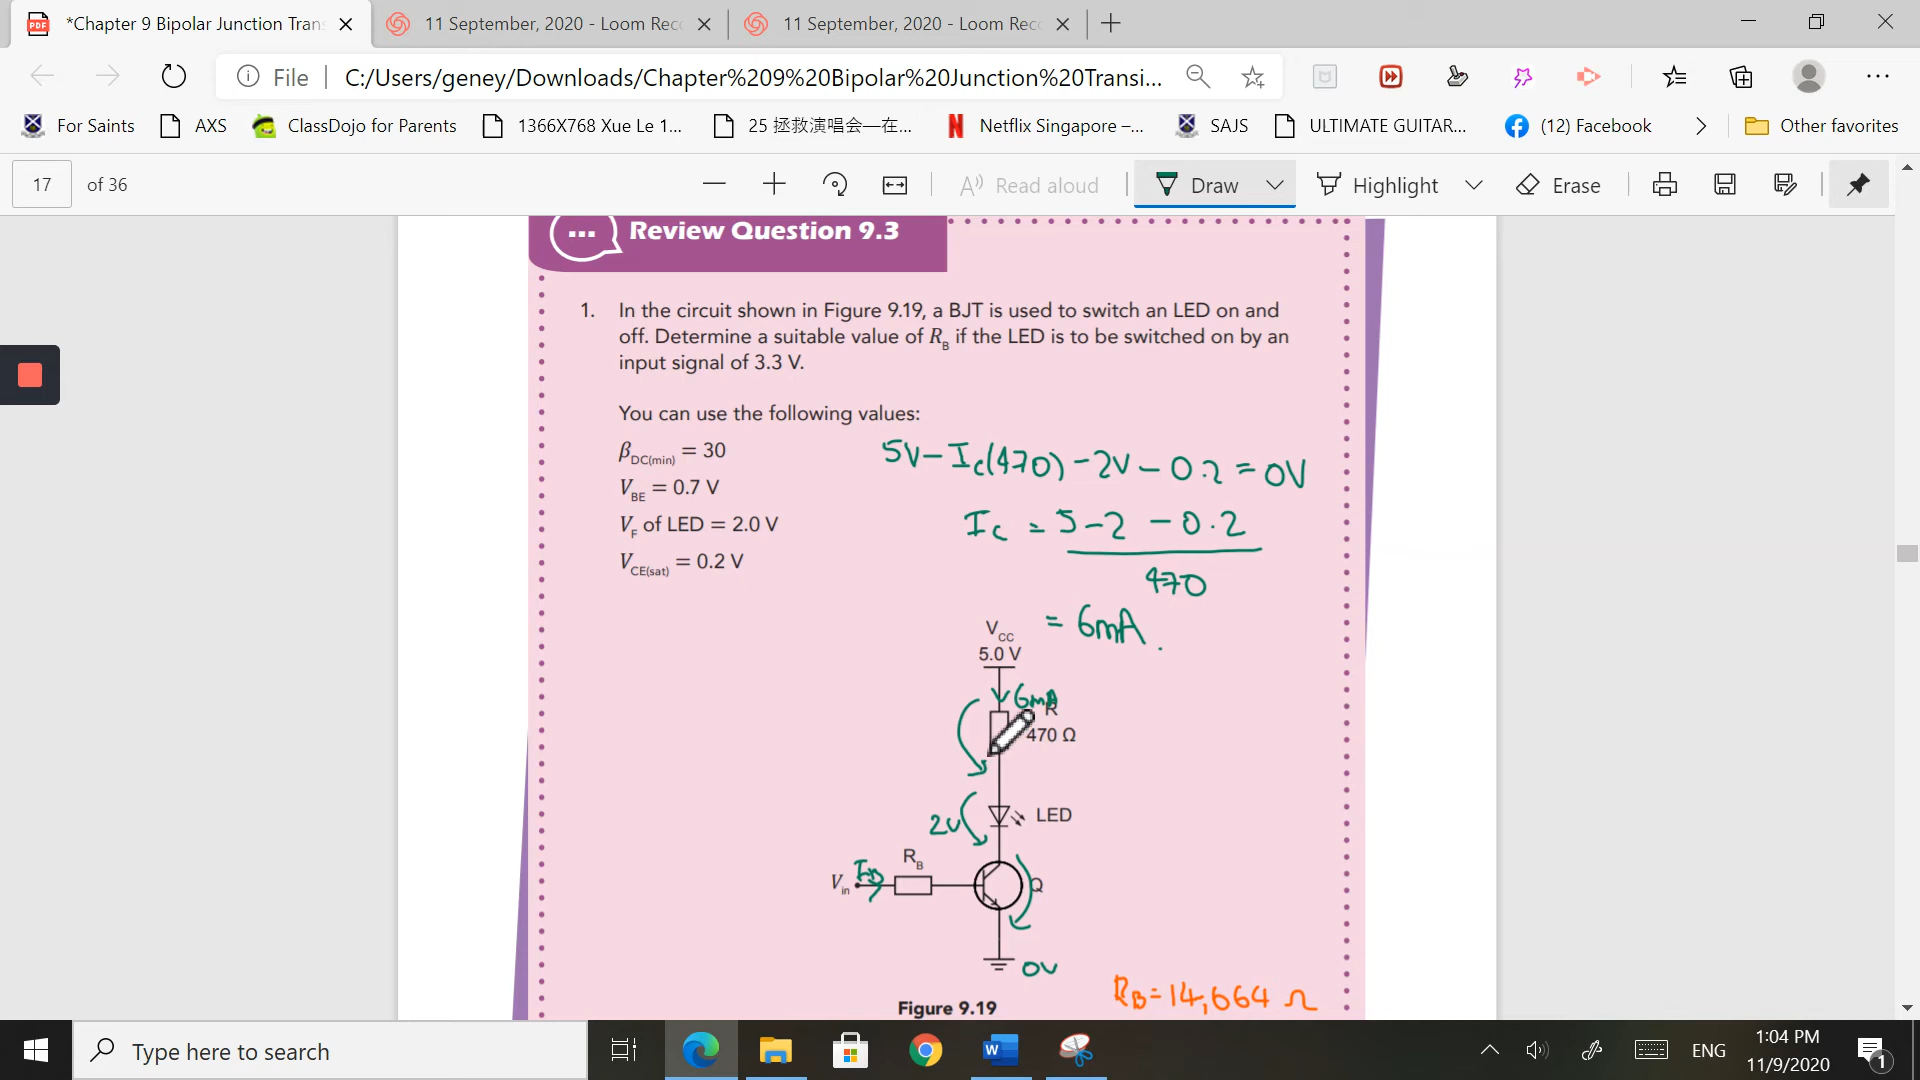 *Chapter 9 Bipolar Junction Tran
11 September, 2020 - Loom Rec
11 September, 2020 - Loom Rec
File
C:/Users/geney/Downloads/Chapter%209%20Bipolar%20Junction%20Transi...
For Saints
AXS
ClassDojo for Parents
1366X768 Xue Le 1...
25 拯救演唱会—在...
Netflix Singapore –...
SAJS
ULTIMATE GUITAR...
(12) Facebook
Other favorites
17
of 36
Read aloud
Draw
Highlight
Erase
Review Question 9.3
1. In the circuit shown in Figure 9.19, a BJT is used to switch an LED on and
off. Determine a suitable value of RB if the LED is to be switched on by an
input signal of 3.3 V.
You can use the following values:
βDC(min) = 30
VBE = 0.7 V
VF of LED = 2.0 V
VCE(sat) = 0.2 V
5V - Ic(470) - 2V - 0.2 = 0V
Ic = 5 - 2 - 0.2
470
= 6mA.
VCC
5.0 V
6mA
R
470 Ω
LED
2V
RB
IB
Vin
Q
0V
RB = 14,664 Ω
Figure 9.19
Type here to search
ENG
1:04 PM
11/9/2020
1